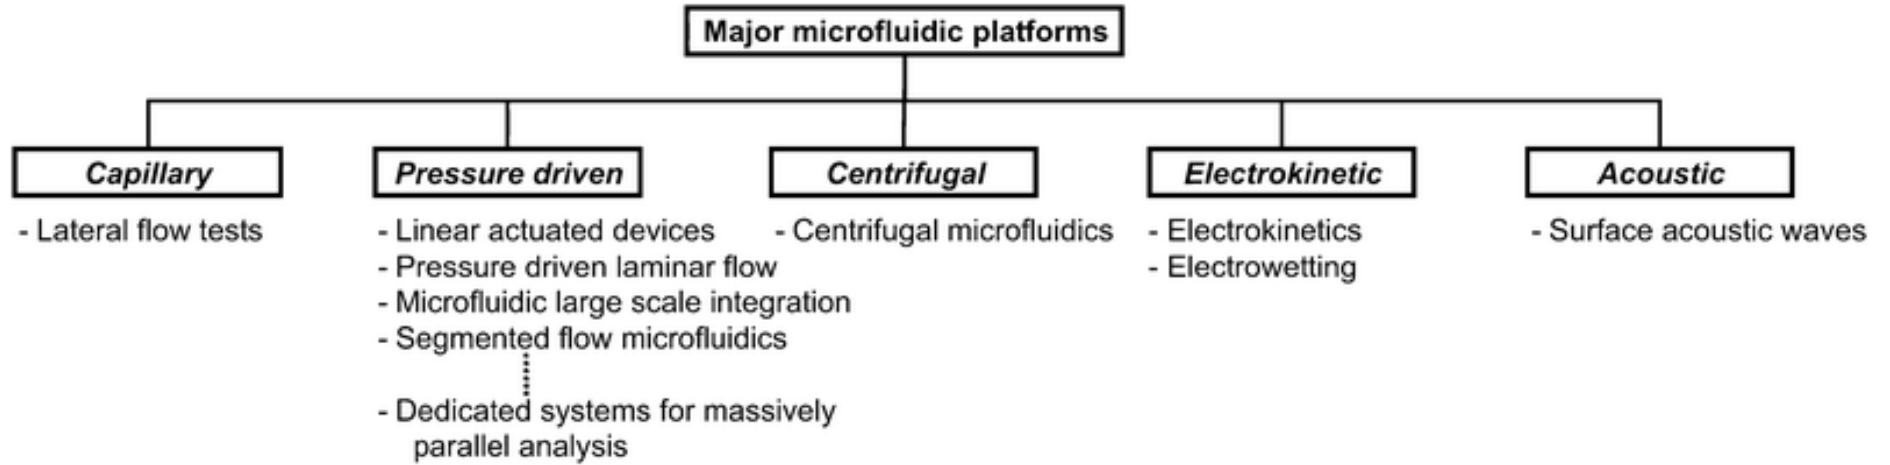 Major microfluidic platforms
Capillary
- Lateral flow tests
Pressure driven
- Linear actuated devices
- Pressure driven laminar flow
- Microfluidic large scale integration
- Segmented flow microfluidics
- Dedicated systems for massively
parallel analysis
Centrifugal
- Centrifugal microfluidics
Electrokinetic
- Electrokinetics
- Electrowetting
Acoustic
- Surface acoustic waves